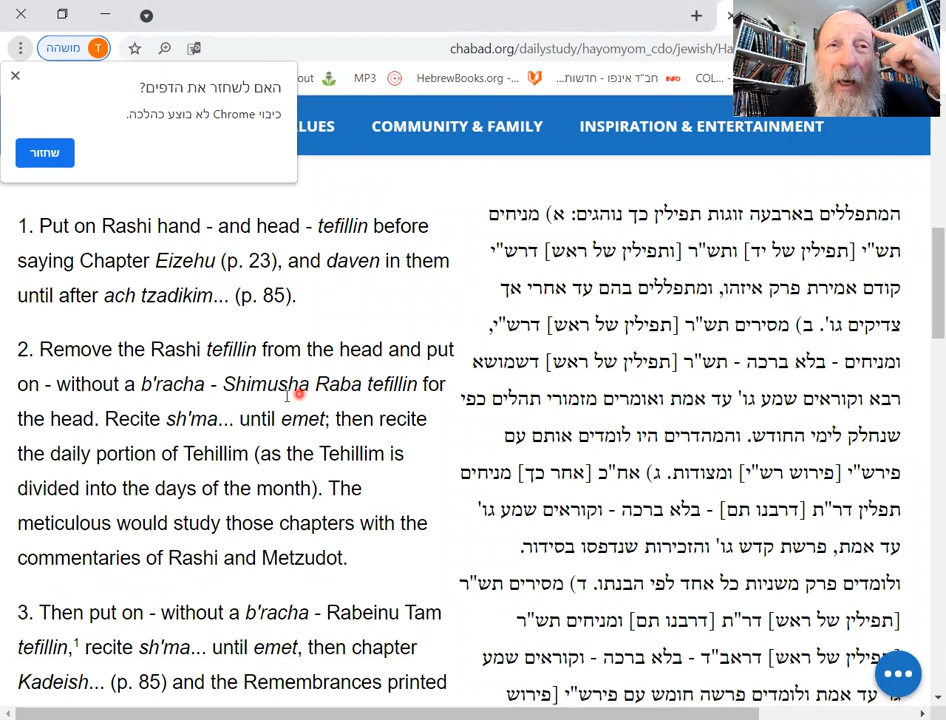 מושהה T
chabad.org/dailystudy/hayomyom_cdo/jewish/Ha
out
MP3
HebrewBooks.org -...
חב"ד אינפו - חדשות...
COL...
האם לשחזר את הדפים?
כיבוי Chrome לא בוצע כהלכה.
שחזור
ALUES COMMUNITY & FAMILY INSPIRATION & ENTERTAINMENT
1. Put on Rashi hand - and head - tefillin before
saying Chapter Eizehu (p. 23), and daven in them
until after ach tzadikim... (p. 85).
2. Remove the Rashi tefillin from the head and put
on - without a b'racha - Shimusha Raba tefillin for
the head. Recite sh'ma... until emet; then recite
the daily portion of Tehillim (as the Tehillim is
divided into the days of the month). The
meticulous would study those chapters with the
commentaries of Rashi and Metzudot.
3. Then put on - without a b'racha - Rabeinu Tam
tefillin,1 recite sh'ma... until emet, then chapter
Kadeish... (p. 85) and the Remembrances printed
המתפללים בארבעה זוגות תפילין כך נוהגים: א) מניחים
תש"י [תפילין של יד] ותש"ר [ותפילין של ראש] דרש"י
קודם אמירת פרק איזהו, ומתפללים בהם עד אחרי אך
צדיקים גו'. ב) מסירים תש"ר [תפילין של ראש] דרש"י,
ומניחים - בלא ברכה - תש"ר [תפילין של ראש] דשמושא
רבא וקוראים שמע גו' עד אמת ואומרים מזמורי תהלים כפי
שנחלק לימי החודש. והמהדרים היו לומדים אותם עם
פירש"י [פירוש רש"י] ומצודות. ג) אח"כ [אחר כך] מניחים
תפלין דר"ת [דרבנו תם] - בלא ברכה - וקוראים שמע גו'
עד אמת, פרשת קדש גו' והזכירות שנדפסו בסידור.
ולומדים פרק משניות כל אחד לפי הבנתו. ד) מסירים תש"ר
[תפילין של ראש] דר"ת [דרבנו תם] ומניחים תש"ר
[תפילין של ראש] דראב"ד - בלא ברכה - וקוראים שמע
גו' עד אמת ולומדים פרשה חומש עם פירש"י [פירוש